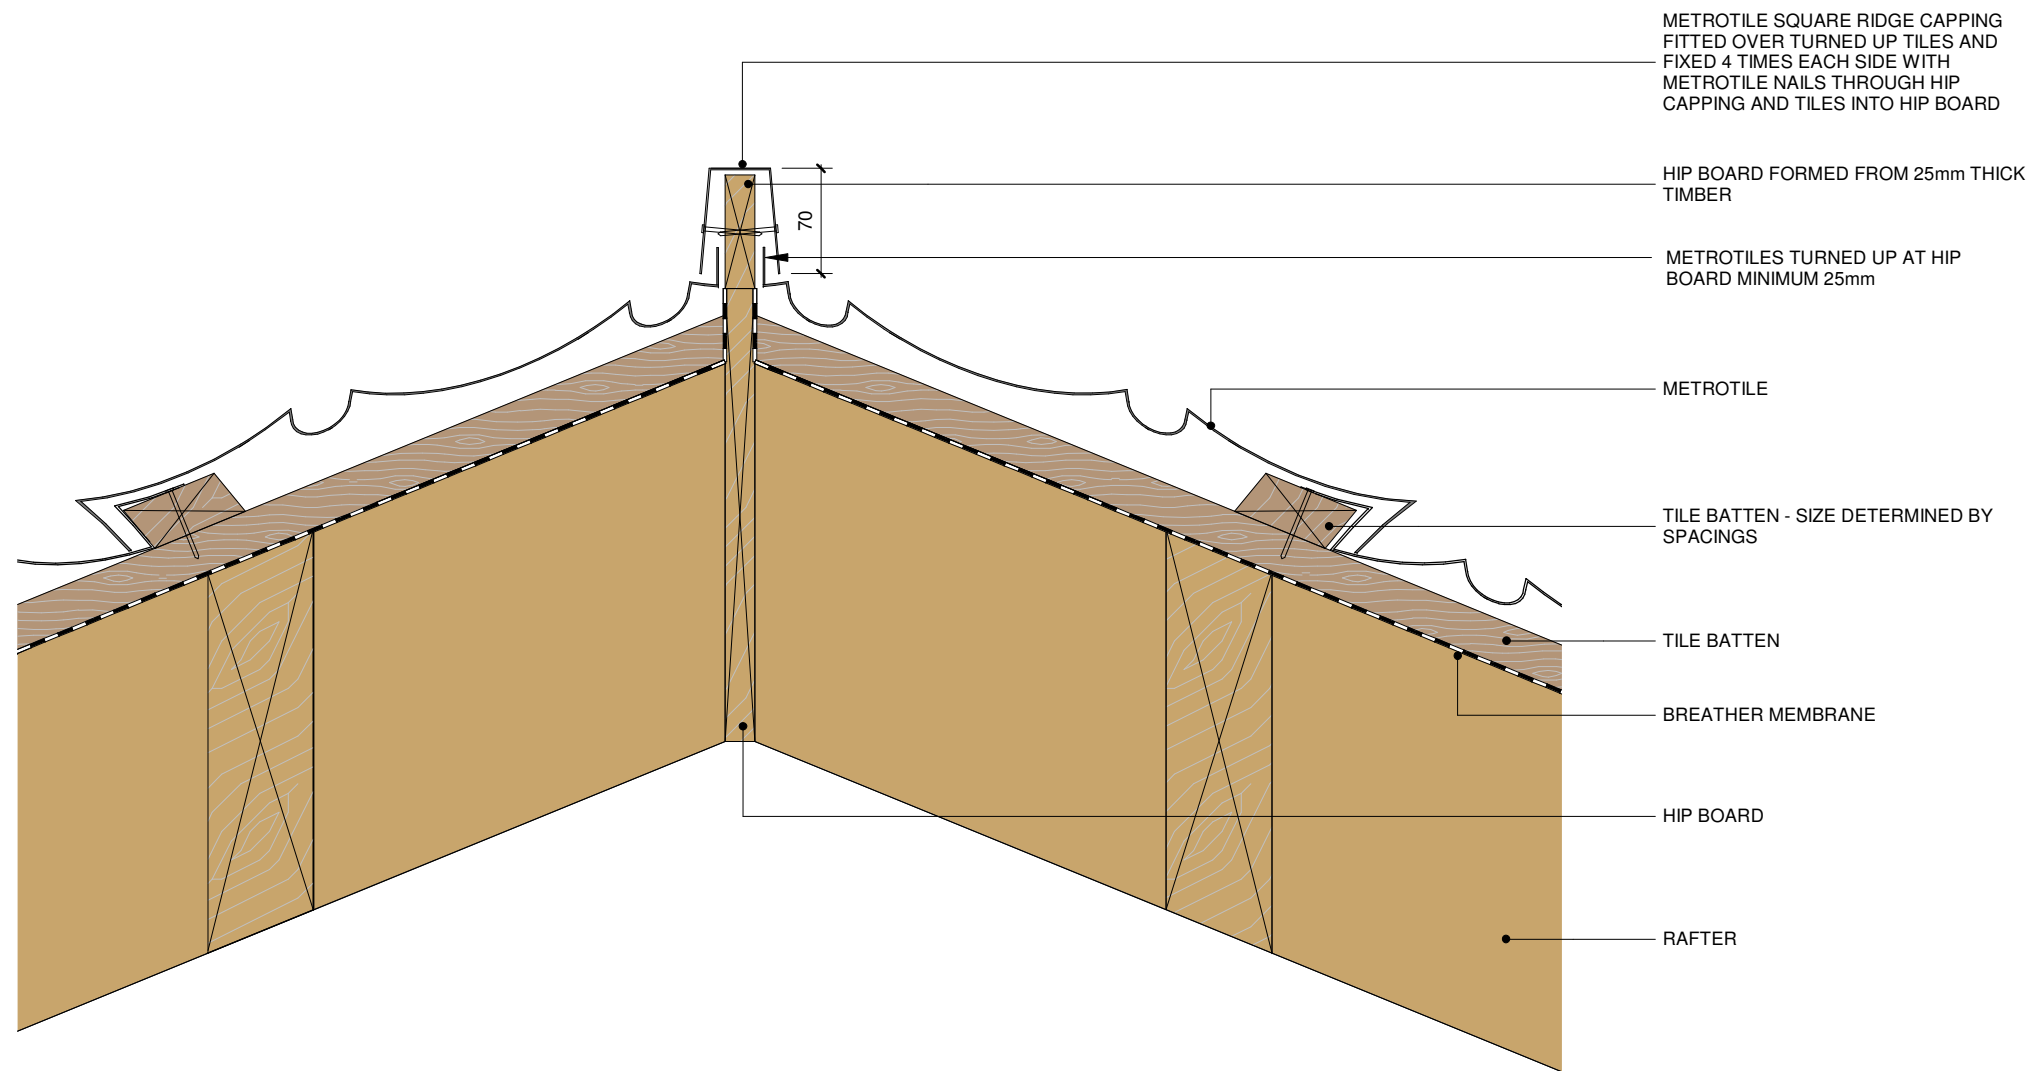 METROTILE SQUARE RIDGE CAPPING
FITTED OVER TURNED UP TILES AND
FIXED 4 TIMES EACH SIDE WITH
METROTILE NAILS THROUGH HIP
CAPPING AND TILES INTO HIP BOARD
HIP BOARD FORMED FROM 25mm THICK
TIMBER
70
METROTILES TURNED UP AT HIP
BOARD MINIMUM 25mm
METROTILE
TILE BATTEN - SIZE DETERMINED BY
SPACINGS
TILE BATTEN
BREATHER MEMBRANE
HIP BOARD
RAFTER